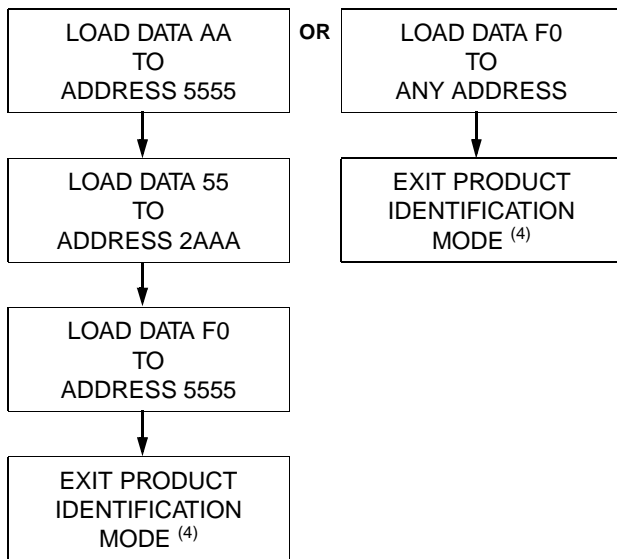 LOAD DATA AA
TO
ADDRESS 5555
LOAD DATA 55
TO
ADDRESS 2AAA
LOAD DATA F0
TO
ADDRESS 5555
EXIT PRODUCT
IDENTIFICATION
MODE (4)
OR
LOAD DATA F0
TO
ANY ADDRESS
EXIT PRODUCT
IDENTIFICATION
MODE (4)